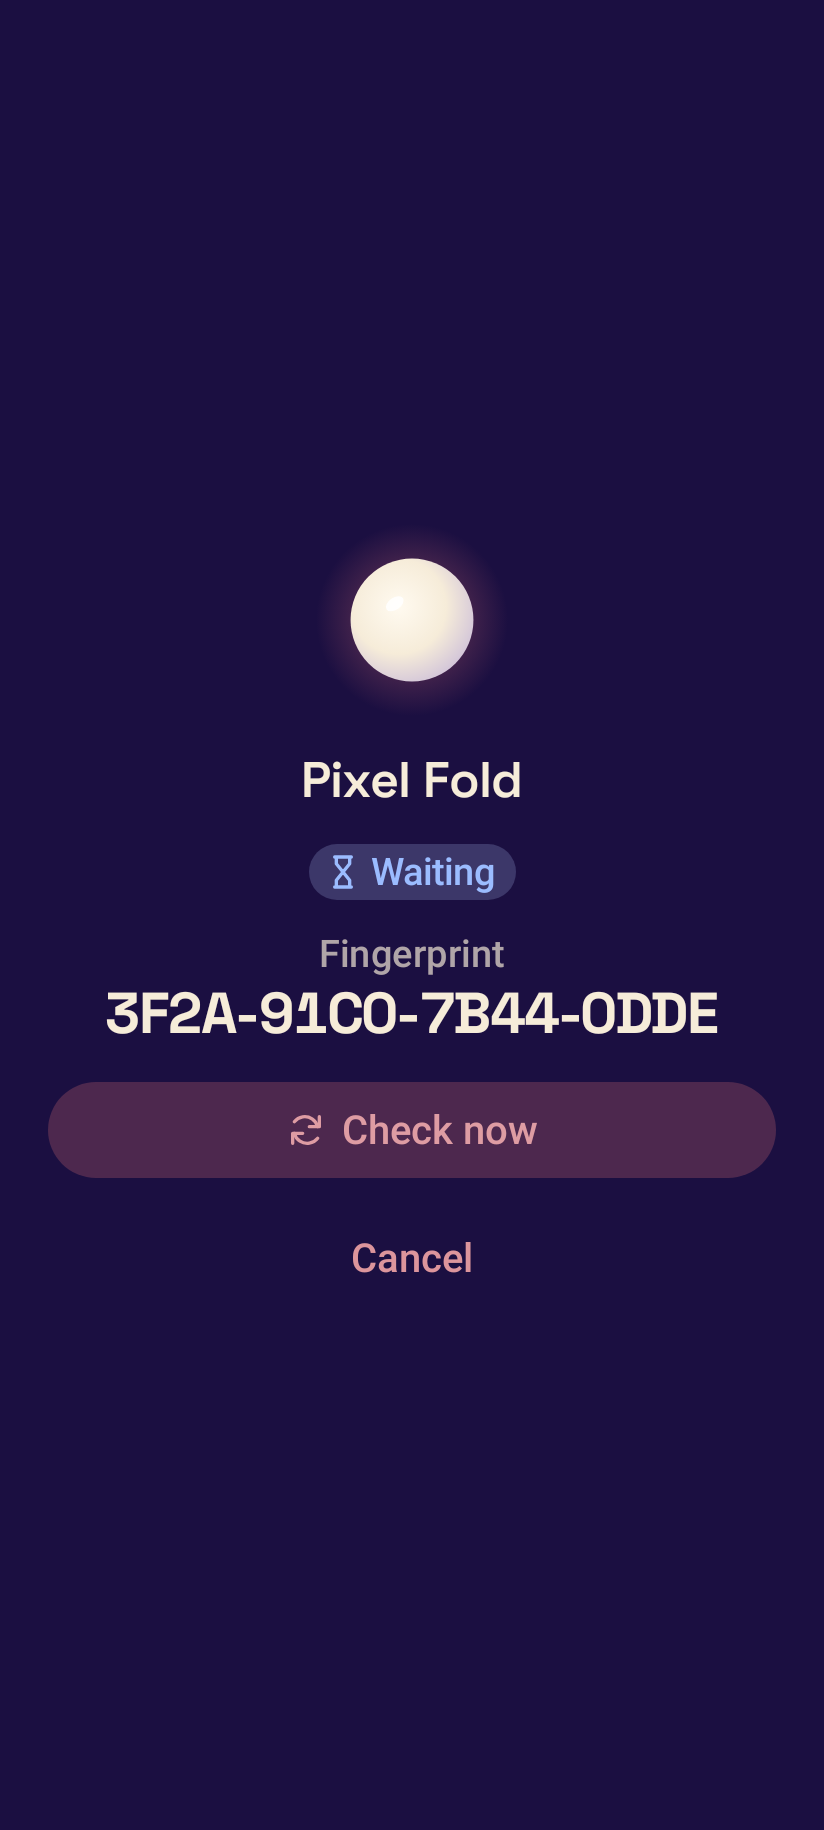 Pixel Fold
Waiting
Fingerprint
3F2A-91C0-7B44-0DDE
Check now
Cancel